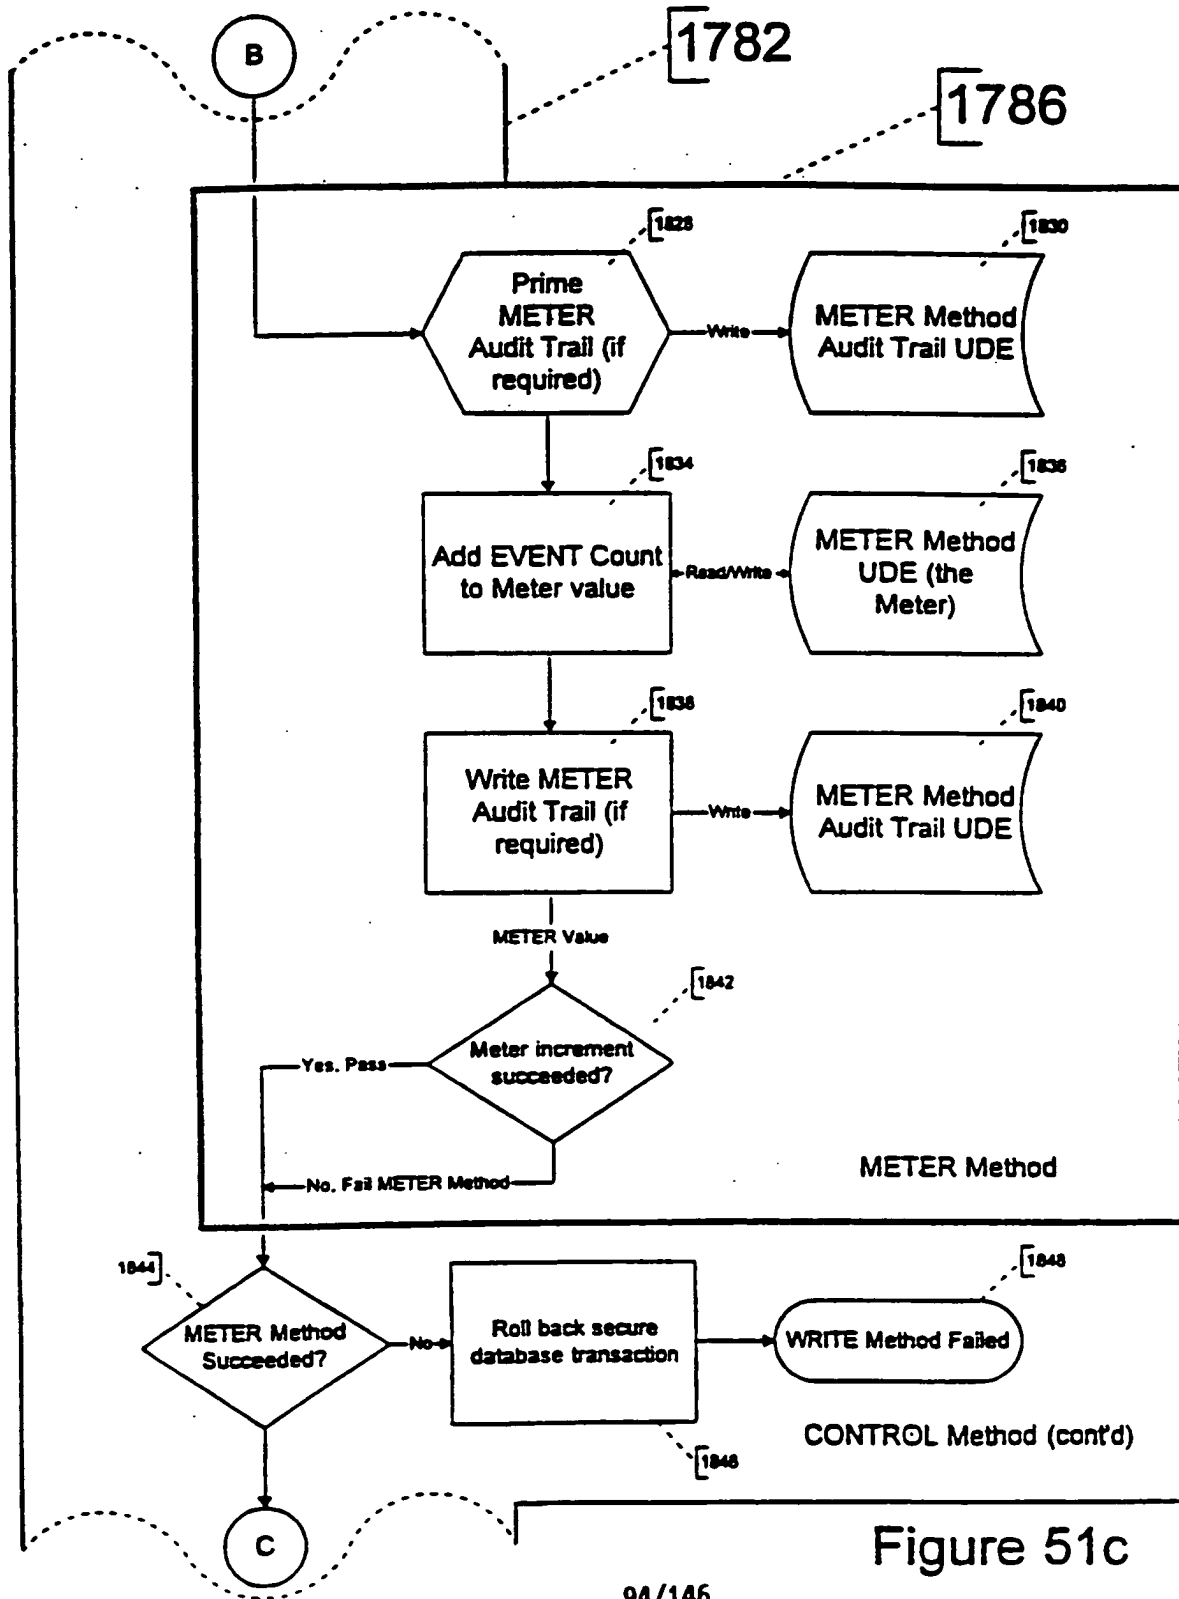 B
1782
1786
1828
1830
Prime
METER
Audit Trail (if
required)
Write
METER Method
Audit Trail UDE
1834
1836
Add EVENT Count
to Meter value
Read/Write
METER Method
UDE (the
Meter)
1838
1840
Write METER
Audit Trail (if
required)
Write
METER Method
Audit Trail UDE
METER Value
1842
Meter increment
succeeded?
Yes, Pass
No, Fail METER Method
METER Method
1844
1848
METER Method
Succeeded?
No
Roll back secure
database transaction
WRITE Method Failed
1846
CONTROL Method (cont'd)
C
Figure 51c
94/146